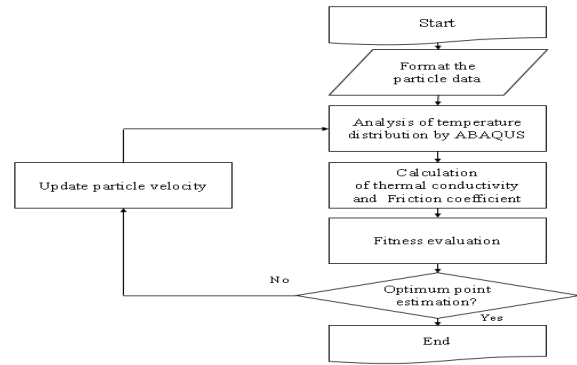 Start
Format the
particle data
Analysis of temperature
distribution by ABAQUS
Update particle velocity
Calculation
of thermal conductivity
and Friction coefficient
Fitness evaluation
No
Optimum point
estimation?
Yes
End